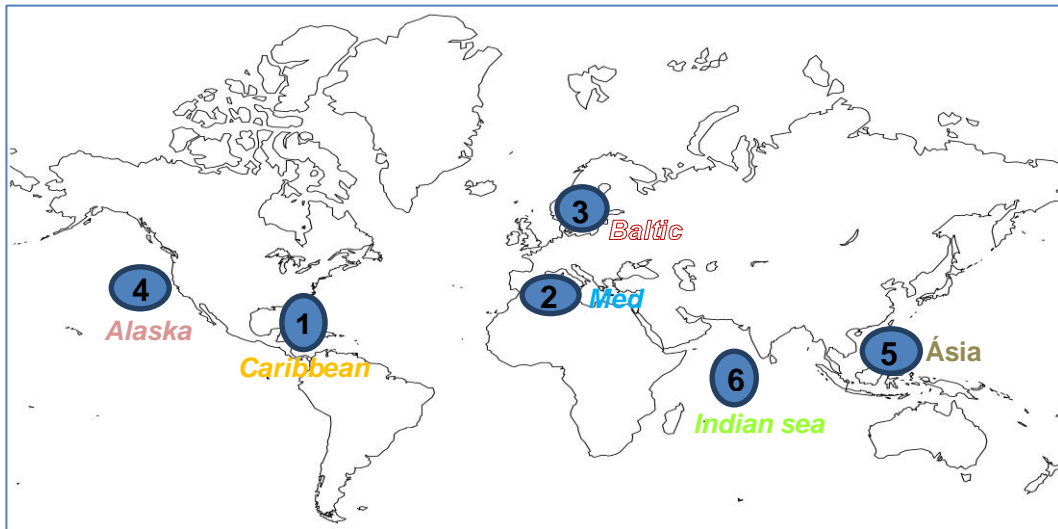 3
Baltic
4
2
Med
Alaska
1
5
Ásia
Caribbean
6
Indian sea